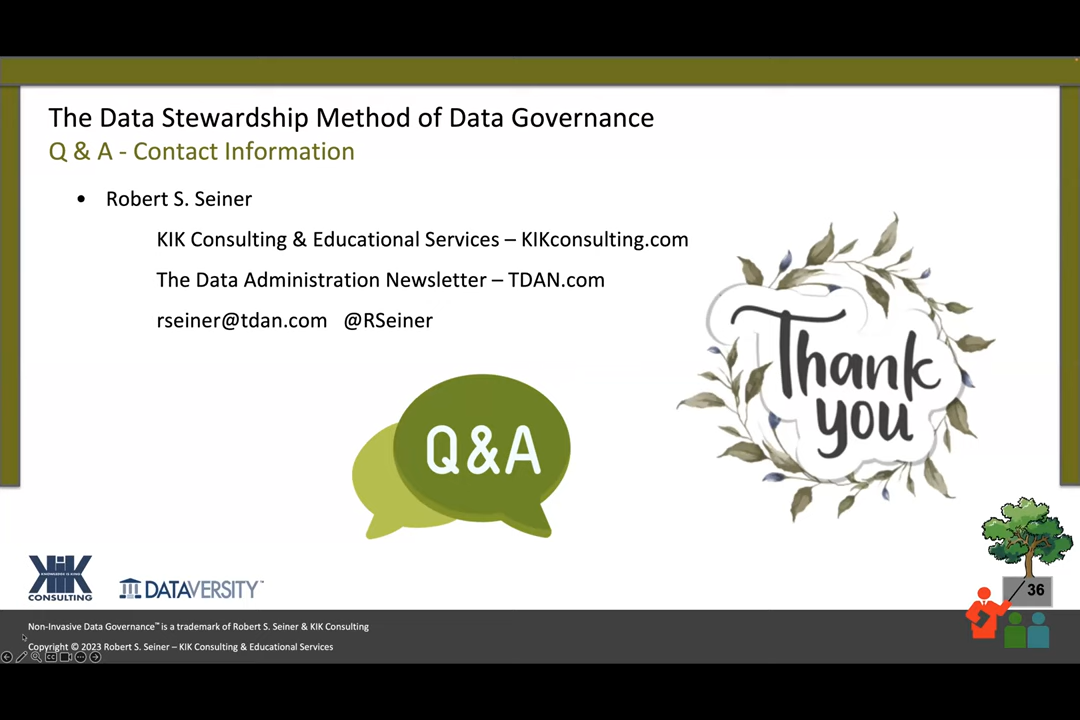 The Data Stewardship Method of Data Governance
Q & A - Contact Information
• Robert S. Seiner
KIK Consulting & Educational Services – KIKconsulting.com
The Data Administration Newsletter – TDAN.com
rseiner@tdan.com @RSeiner
Thank
you
Q&A
KIK
CONSULTING
DATAVERSITY™
36
Non-Invasive Data Governance™ is a trademark of Robert S. Seiner & KIK Consulting
Copyright © 2023 Robert S. Seiner – KIK Consulting & Educational Services
CC